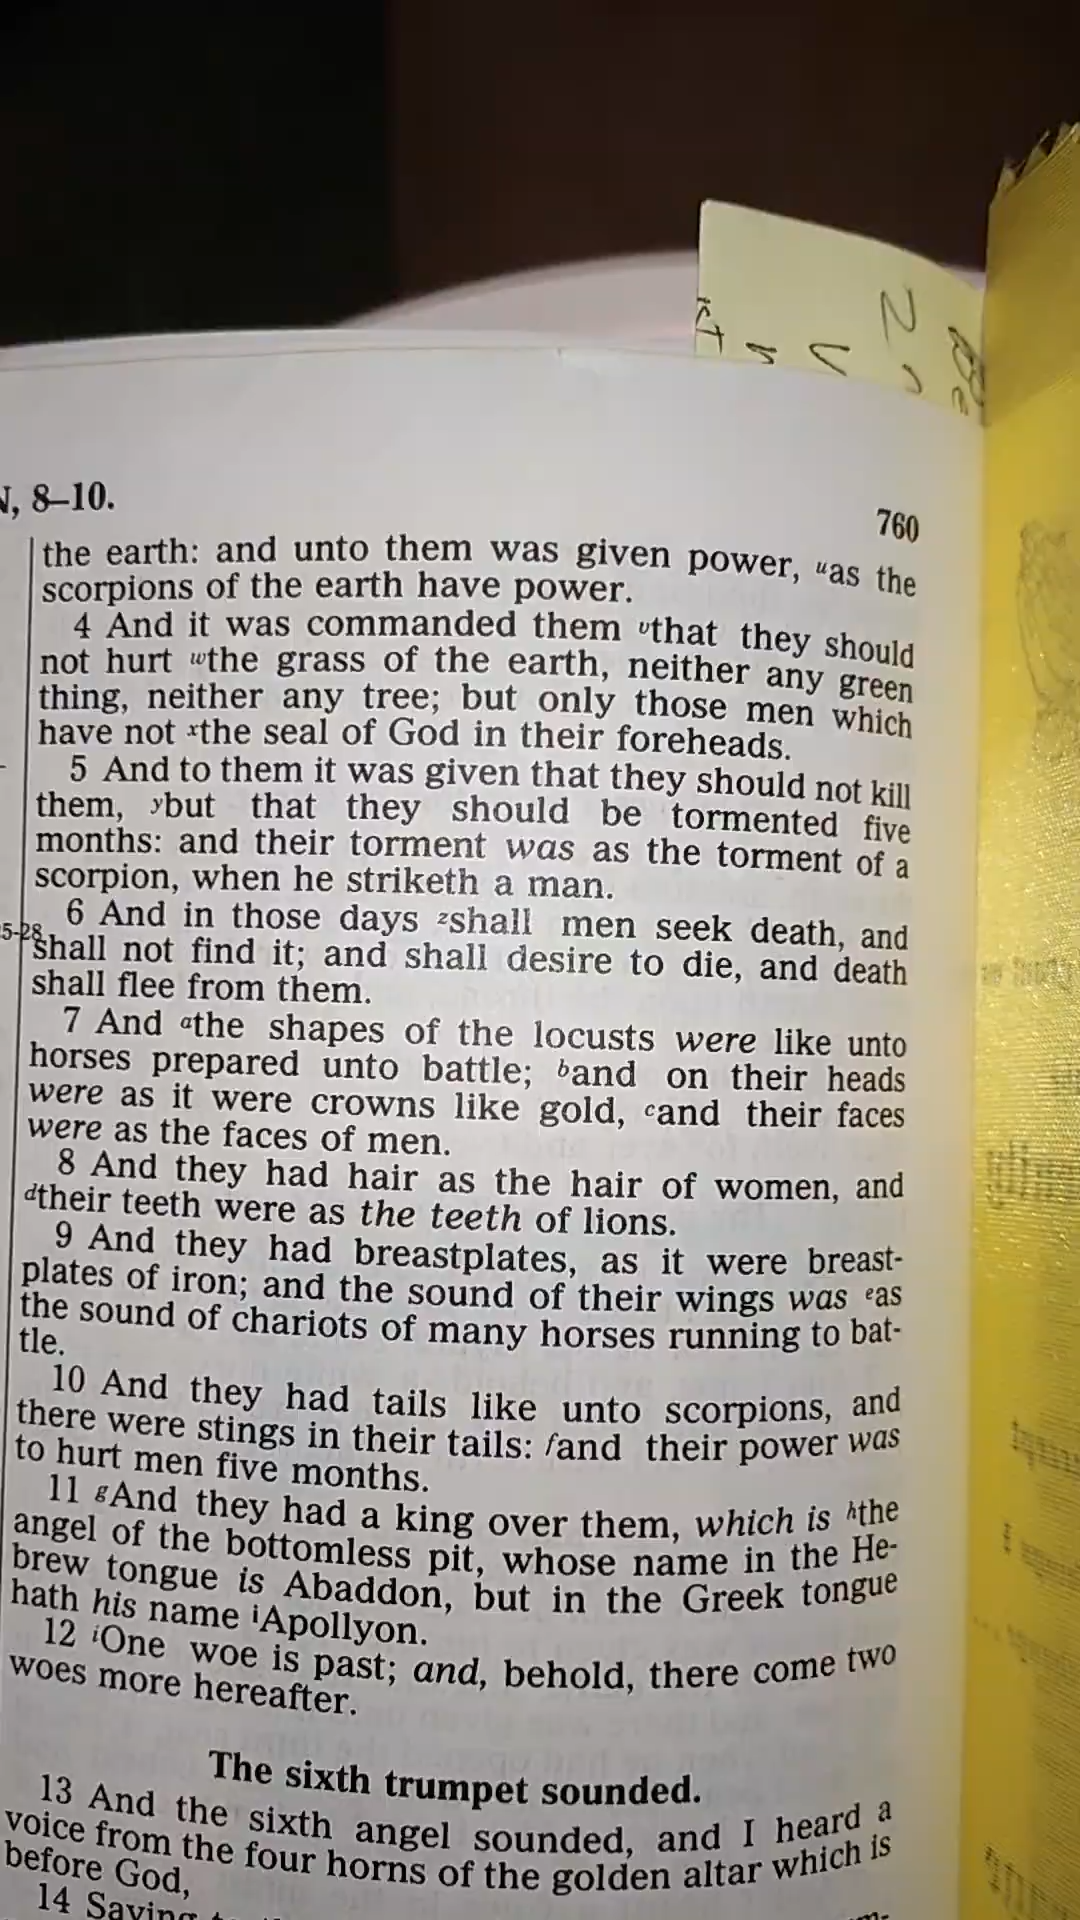 , 8–10.
760
the earth: and unto them was given power, ᵘas the
scorpions of the earth have power.
4 And it was commanded them ᵛthat they should
not hurt ʷthe grass of the earth, neither any green
thing, neither any tree; but only those men which
have not ˣthe seal of God in their foreheads.
5 And to them it was given that they should not kill
them, ʸbut that they should be tormented five
months: and their torment was as the torment of a
scorpion, when he striketh a man.
6 And in those days ᶻshall men seek death, and
5-28
shall not find it; and shall desire to die, and death
shall flee from them.
7 And ᵃthe shapes of the locusts were like unto
horses prepared unto battle; ᵇand on their heads
were as it were crowns like gold, ᶜand their faces
were as the faces of men.
8 And they had hair as the hair of women, and
ᵈtheir teeth were as the teeth of lions.
9 And they had breastplates, as it were breast-
plates of iron; and the sound of their wings was ᵉas
the sound of chariots of many horses running to bat-
tle.
10 And they had tails like unto scorpions, and
there were stings in their tails: ᶠand their power was
to hurt men five months.
11 ᵍAnd they had a king over them, which is ʰthe
angel of the bottomless pit, whose name in the He-
brew tongue is Abaddon, but in the Greek tongue
hath his name ⁱApollyon.
12 ʲOne woe is past; and, behold, there come two
woes more hereafter.
The sixth trumpet sounded.
13 And the sixth angel sounded, and I heard a
voice from the four horns of the golden altar which is
before God,
14 Saying